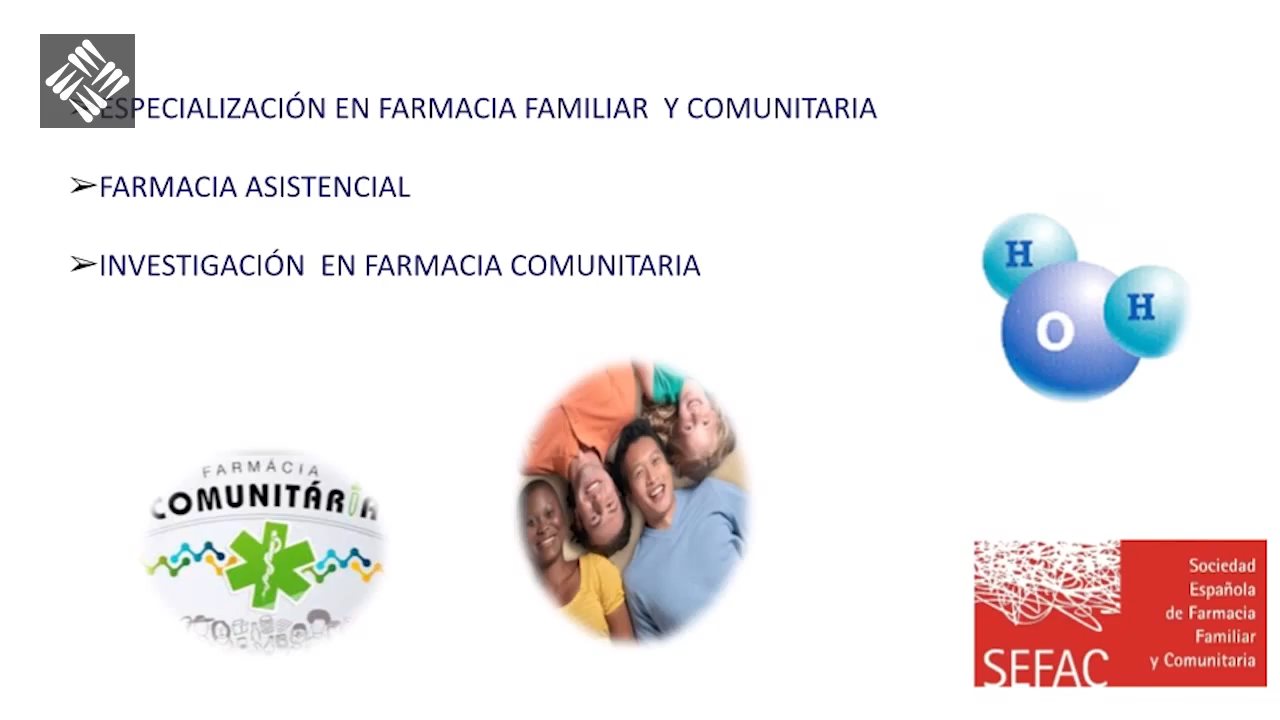 ➢ESPECIALIZACIÓN EN FARMACIA FAMILIAR Y COMUNITARIA
➢FARMACIA ASISTENCIAL
➢INVESTIGACIÓN EN FARMACIA COMUNITARIA
H
H
O
FARMÁCIA
COMUNITÁRIA
Sociedad
Española
de Farmacia
Familiar
y Comunitaria
SEFAC